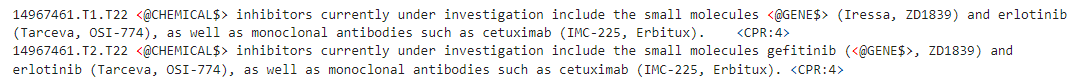 14967461.T1.T22 <@CHEMICAL$> inhibitors currently under investigation include the small molecules <@GENE$> (Iressa, ZD1839) and erlotinib
(Tarceva, OSI-774), as well as monoclonal antibodies such as cetuximab (IMC-225, Erbitux).    <CPR:4>
14967461.T2.T22 <@CHEMICAL$> inhibitors currently under investigation include the small molecules gefitinib (<@GENE$>, ZD1839) and
erlotinib (Tarceva, OSI-774), as well as monoclonal antibodies such as cetuximab (IMC-225, Erbitux). <CPR:4>